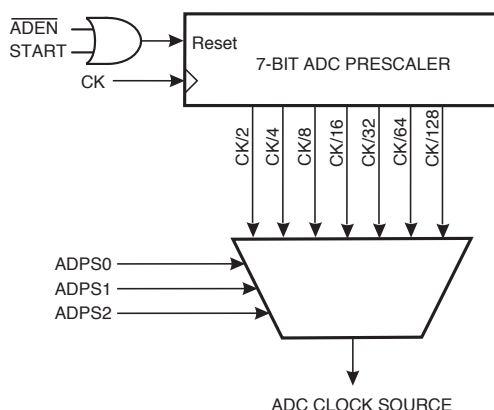 ADEN
START
Reset
7-BIT ADC PRESCALER
CK
CK/2
CK/4
CK/8
CK/16
CK/32
CK/64
CK/128
ADPS0
ADPS1
ADPS2
ADC CLOCK SOURCE